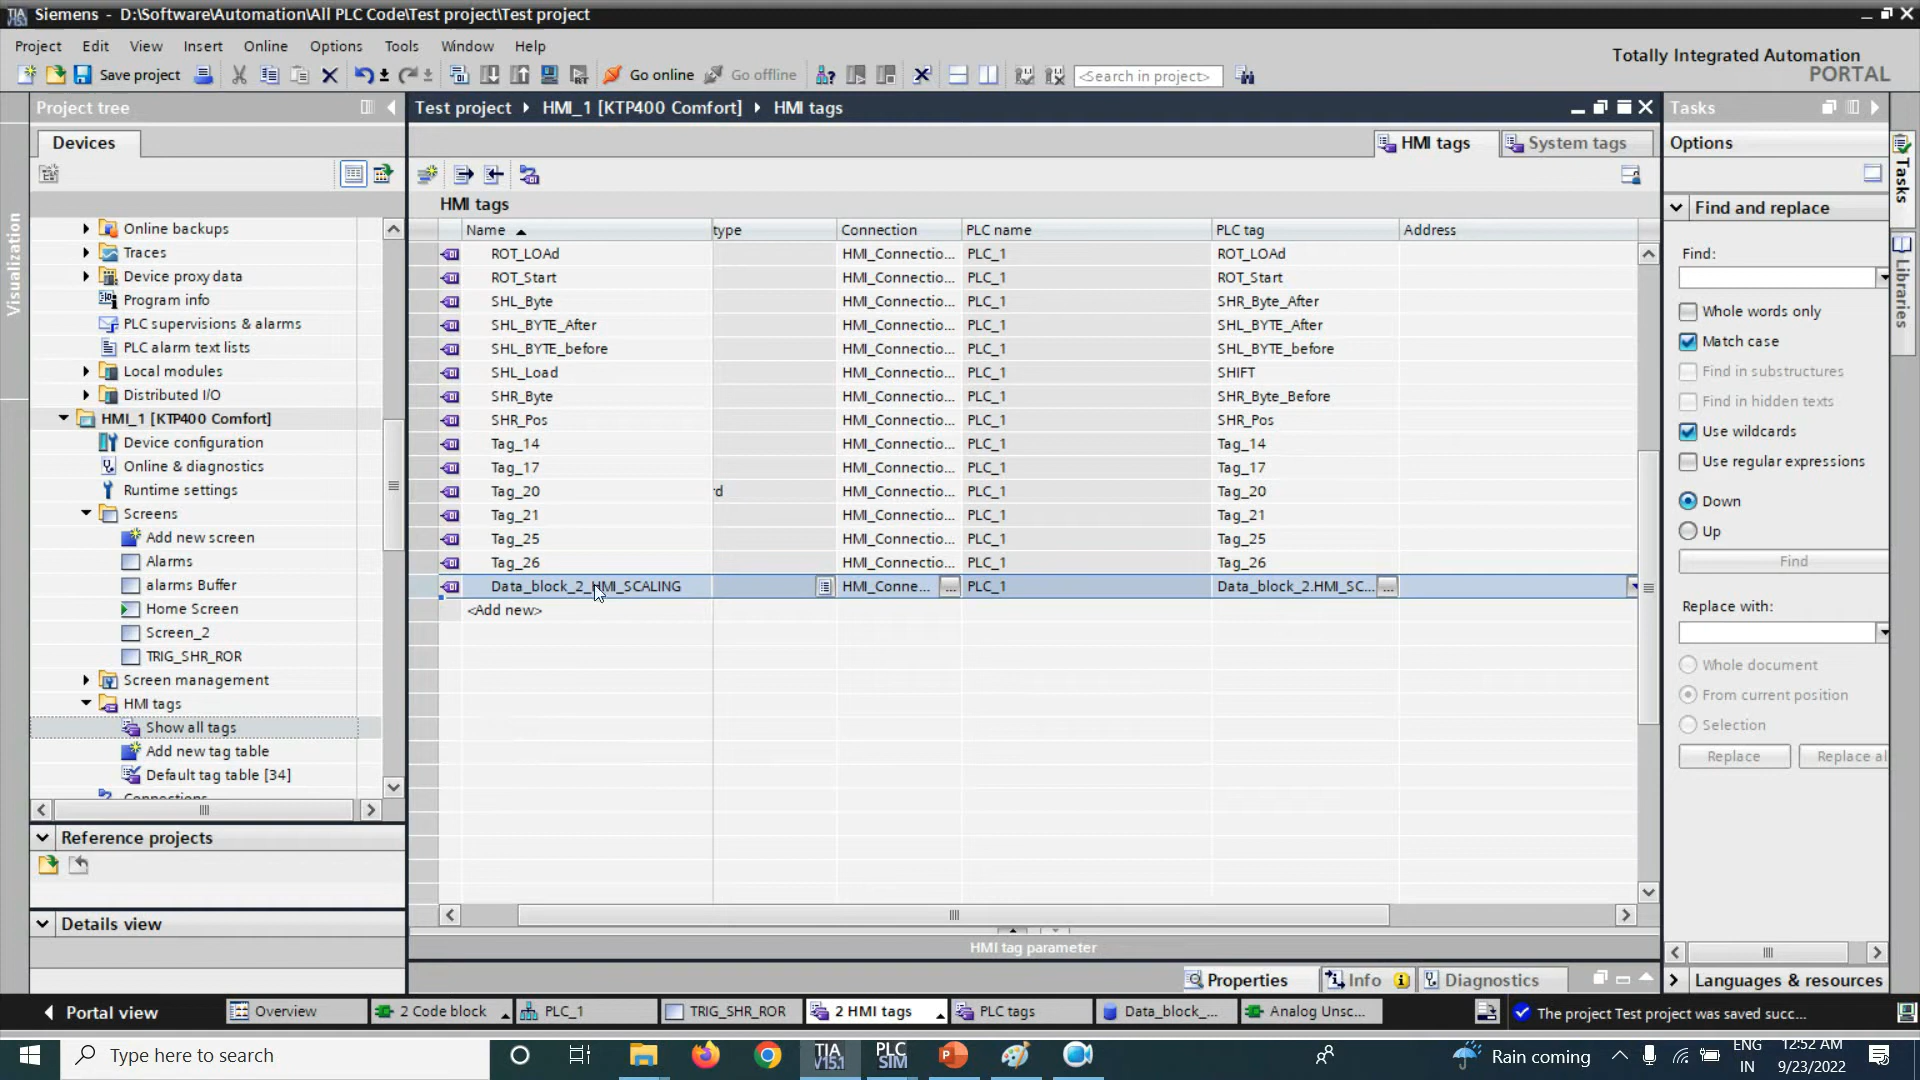 Siemens - D:\Software\Automation\All PLC Code\Test project\Test project
Project Edit View Insert Online Options Tools Window Help
Totally Integrated Automation
PORTAL
Save project Go online Go offline <Search in project>
Project tree
Test project HMI_1 [KTP400 Comfort] HMI tags
Tasks
Devices
HMI tags System tags
Options
Visualization
Tasks
Libraries
HMI tags
Find and replace
Name type Connection PLC name PLC tag Address
Online backups
Traces
Device proxy data
Program info
PLC supervisions & alarms
PLC alarm text lists
Local modules
Distributed I/O
HMI_1 [KTP400 Comfort]
Device configuration
Online & diagnostics
Runtime settings
Screens
Add new screen
Alarms
alarms Buffer
Home Screen
Screen_2
TRIG_SHR_ROR
Screen management
HMI tags
Show all tags
Add new tag table
Default tag table [34]
Reference projects
Details view
ROT_LOAd HMI_Connectio... PLC_1 ROT_LOAd
ROT_Start HMI_Connectio... PLC_1 ROT_Start
SHL_Byte HMI_Connectio... PLC_1 SHR_Byte_After
SHL_BYTE_After HMI_Connectio... PLC_1 SHL_BYTE_After
SHL_BYTE_before HMI_Connectio... PLC_1 SHL_BYTE_before
SHL_Load HMI_Connectio... PLC_1 SHIFT
SHR_Byte HMI_Connectio... PLC_1 SHR_Byte_Before
SHR_Pos HMI_Connectio... PLC_1 SHR_Pos
Tag_14 HMI_Connectio... PLC_1 Tag_14
Tag_17 HMI_Connectio... PLC_1 Tag_17
Tag_20 rd HMI_Connectio... PLC_1 Tag_20
Tag_21 HMI_Connectio... PLC_1 Tag_21
Tag_25 HMI_Connectio... PLC_1 Tag_25
Tag_26 HMI_Connectio... PLC_1 Tag_26
Data_block_2_HMI_SCALING HMI_Conne... ... PLC_1 Data_block_2.HMI_SC... ...
<Add new>
Find:
Whole words only
Match case
Find in substructures
Find in hidden texts
Use wildcards
Use regular expressions
Down
Up
Find
Replace with:
Whole document
From current position
Selection
Replace Replace al
HMI tag parameter
Properties Info Diagnostics
Languages & resources
Portal view Overview 2 Code block PLC_1 TRIG_SHR_ROR 2 HMI tags PLC tags Data_block_... Analog Unsc... The project Test project was saved succ...
Type here to search
TIA V15.1
PLC SIM
Rain coming
ENG
IN
12:52 AM
9/23/2022